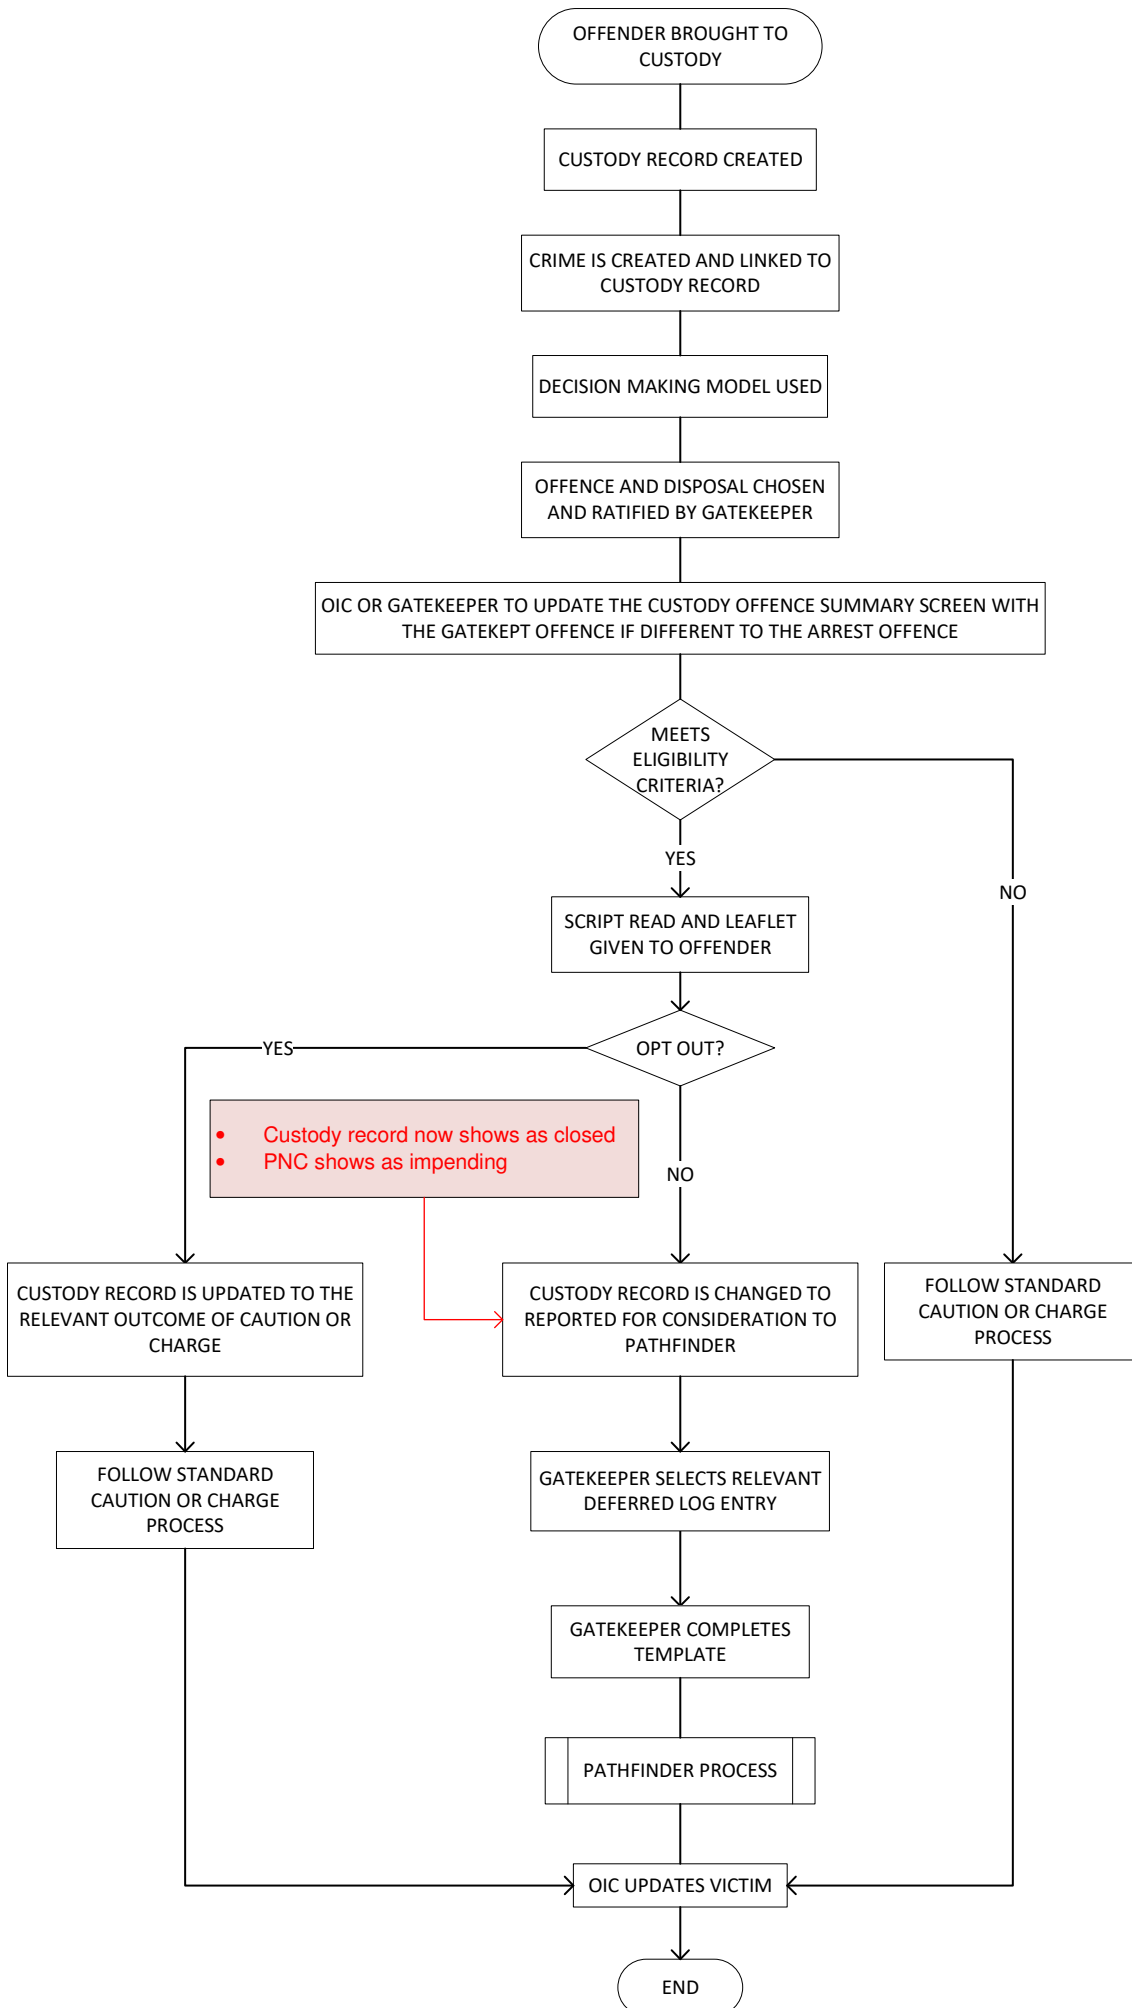 OFFENDER BROUGHT TO
CUSTODY
CUSTODY RECORD CREATED
CRIME IS CREATED AND LINKED TO
CUSTODY RECORD
DECISION MAKING MODEL USED
OFFENCE AND DISPOSAL CHOSEN
AND RATIFIED BY GATEKEEPER
OIC OR GATEKEEPER TO UPDATE THE CUSTODY OFFENCE SUMMARY SCREEN WITH
THE GATEKEPT OFFENCE IF DIFFERENT TO THE ARREST OFFENCE
MEETS
ELIGIBILITY
CRITERIA?
YES
NO
SCRIPT READ AND LEAFLET
GIVEN TO OFFENDER
OPT OUT?
YES
• Custody record now shows as closed
• PNC shows as impending
NO
CUSTODY RECORD IS UPDATED TO THE
RELEVANT OUTCOME OF CAUTION OR
CHARGE
CUSTODY RECORD IS CHANGED TO
REPORTED FOR CONSIDERATION TO
PATHFINDER
FOLLOW STANDARD
CAUTION OR CHARGE
PROCESS
FOLLOW STANDARD
CAUTION OR CHARGE
PROCESS
GATEKEEPER SELECTS RELEVANT
DEFERRED LOG ENTRY
GATEKEEPER COMPLETES
TEMPLATE
PATHFINDER PROCESS
OIC UPDATES VICTIM
END